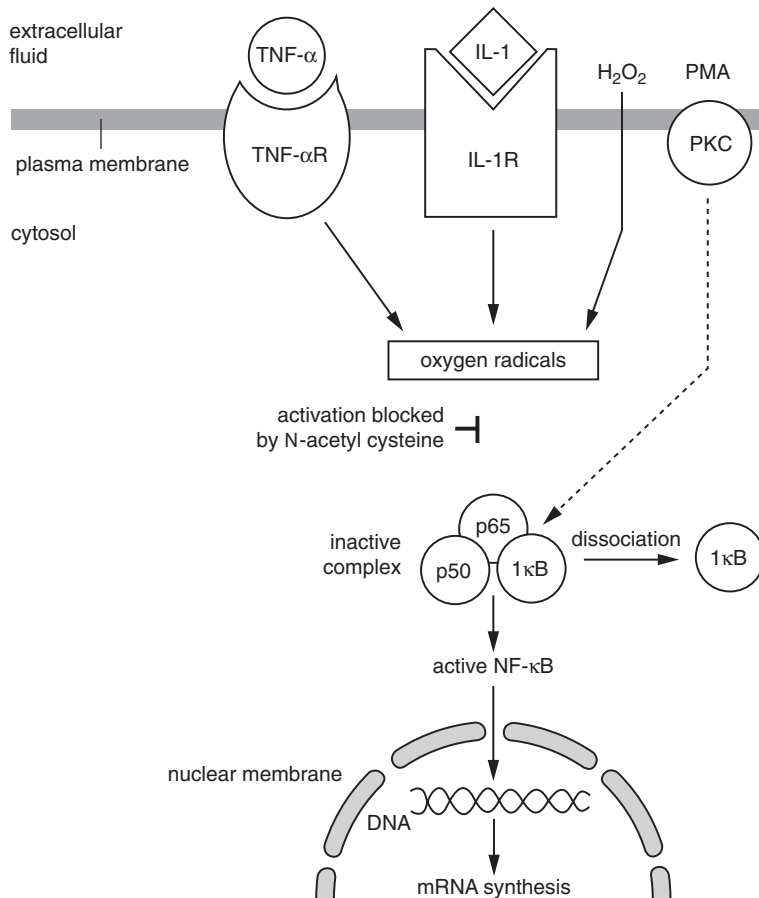 extracellular
fluid
TNF-α
IL-1
H₂O₂
PMA
TNF-αR
IL-1R
PKC
plasma membrane
cytosol
oxygen radicals
activation blocked
by N-acetyl cysteine
inactive
complex
p65
p50
1κB
dissociation
1κB
active NF-κB
nuclear membrane
DNA
mRNA synthesis